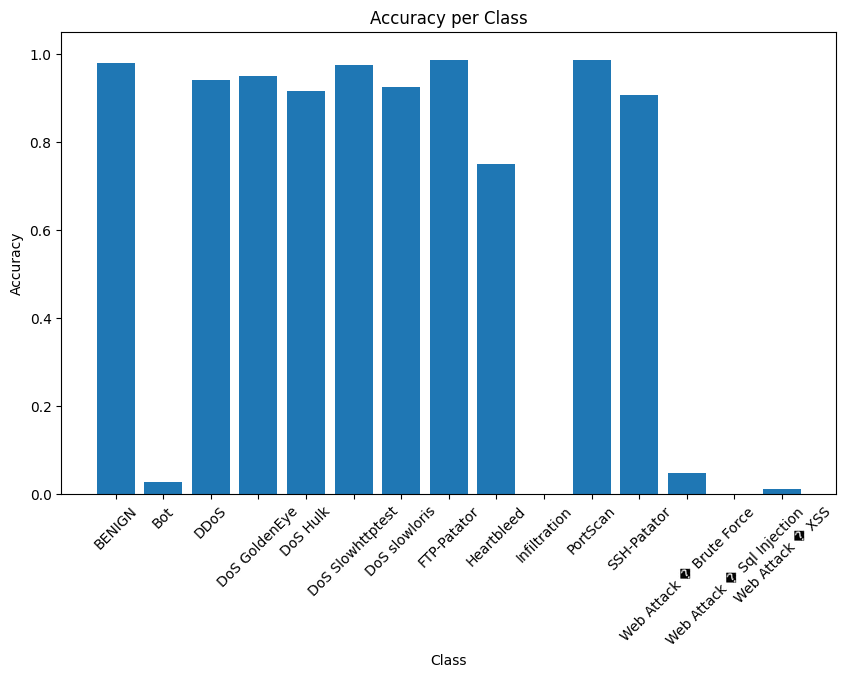 Accuracy per Class
Accuracy
1.0
0.8
0.6
0.4
0.2
0.0
BENIGN
Bot
DDoS
DoS GoldenEye
DoS Hulk
DoS Slowhttptest
DoS slowloris
FTP-Patator
Heartbleed
Infiltration
PortScan
SSH-Patator
Web Attack � Brute Force
Web Attack � Sql Injection
Web Attack � XSS
Class